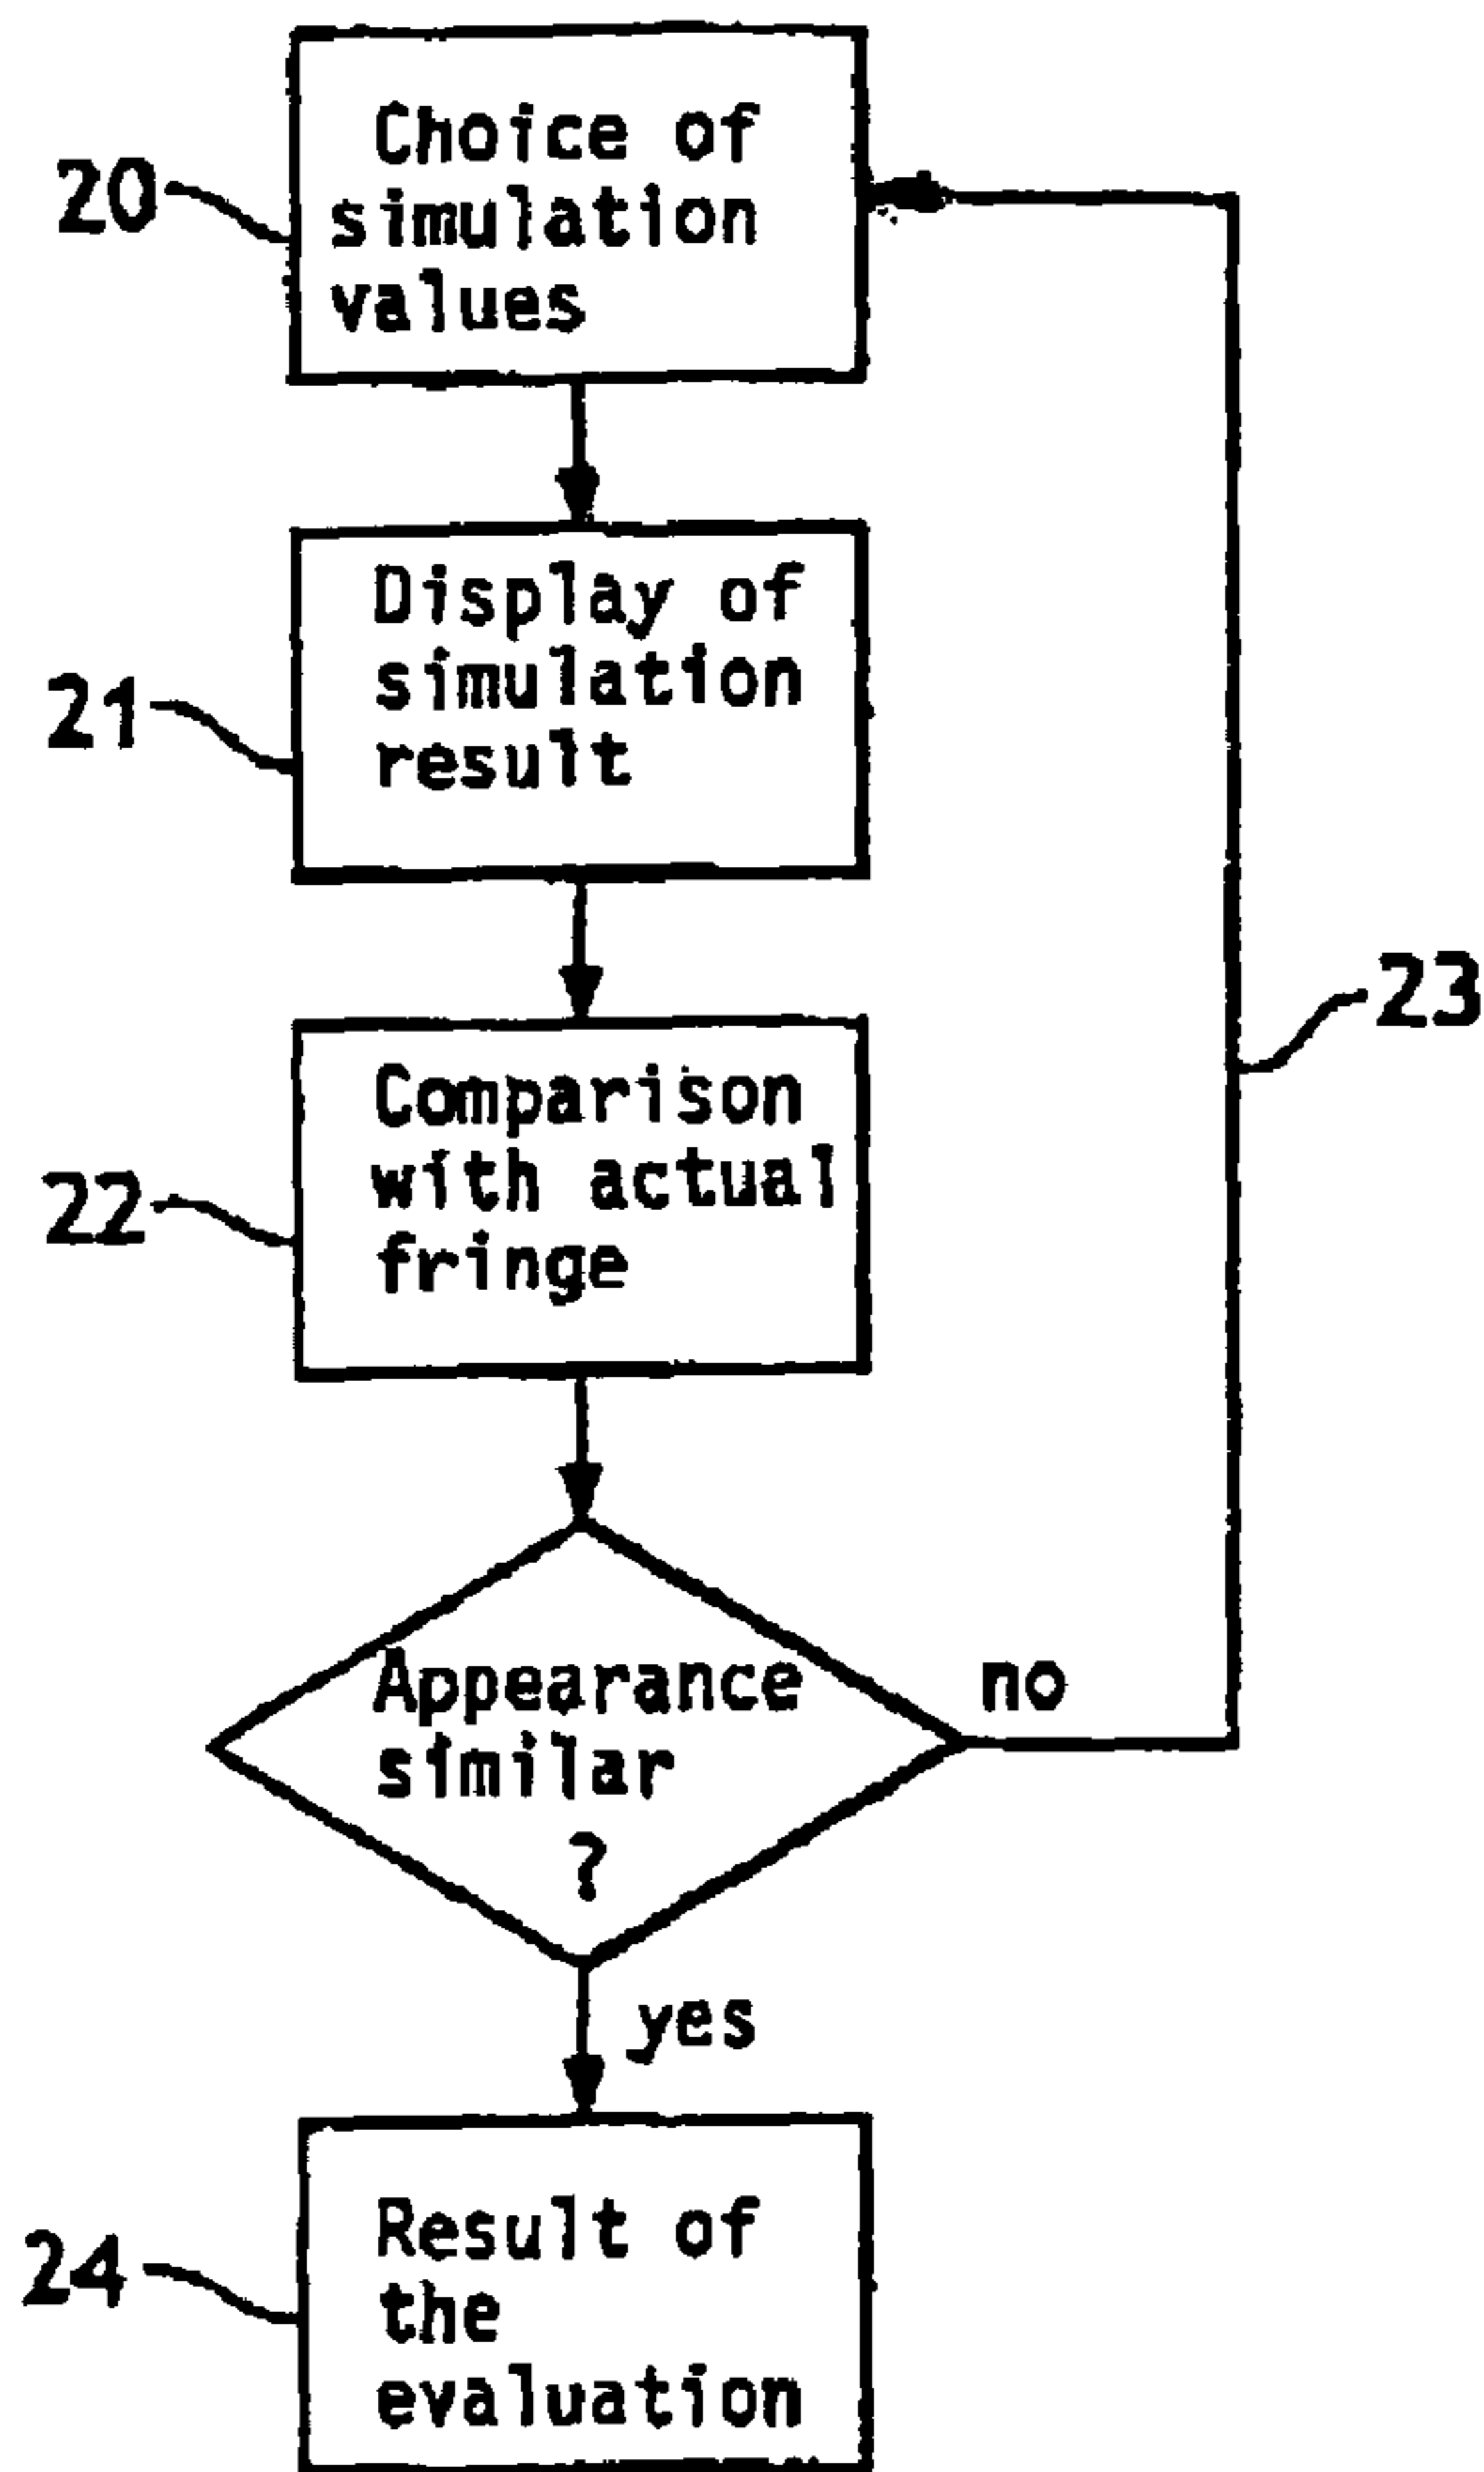 20
Choice of
simulation
values
21
Display of
simulation
result
22
Comparison
with actual
fringe
23
Appearance
similar
?
no
yes
24
Result of
the
evaluation